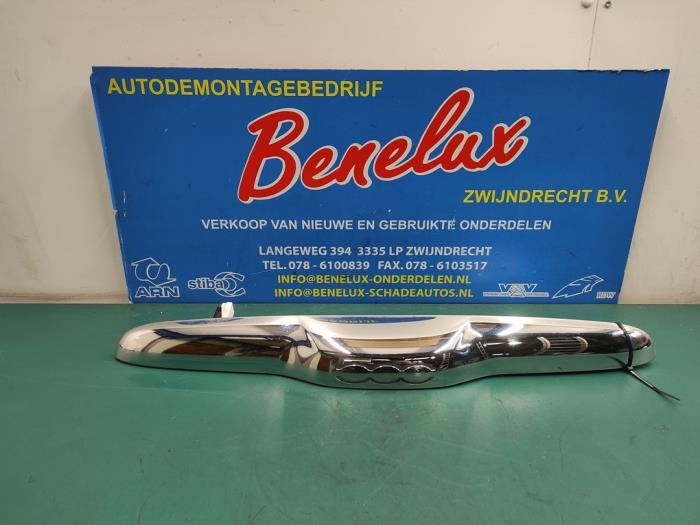 AUTODEMONTAGEBEDRIJF
Benelux
ZWIJNDRECHT B.V.
VERKOOP VAN NIEUWE EN GEBRUIKTE ONDERDELEN
LANGEWEG 394 3335 LP ZWIJNDRECHT
TEL. 078 - 6100839 FAX. 078 - 6103517
INFO@BENELUX-ONDERDELEN.NL
INFO@BENELUX-SCHADEAUTOS.NL
ARN
stiba
RDW
500